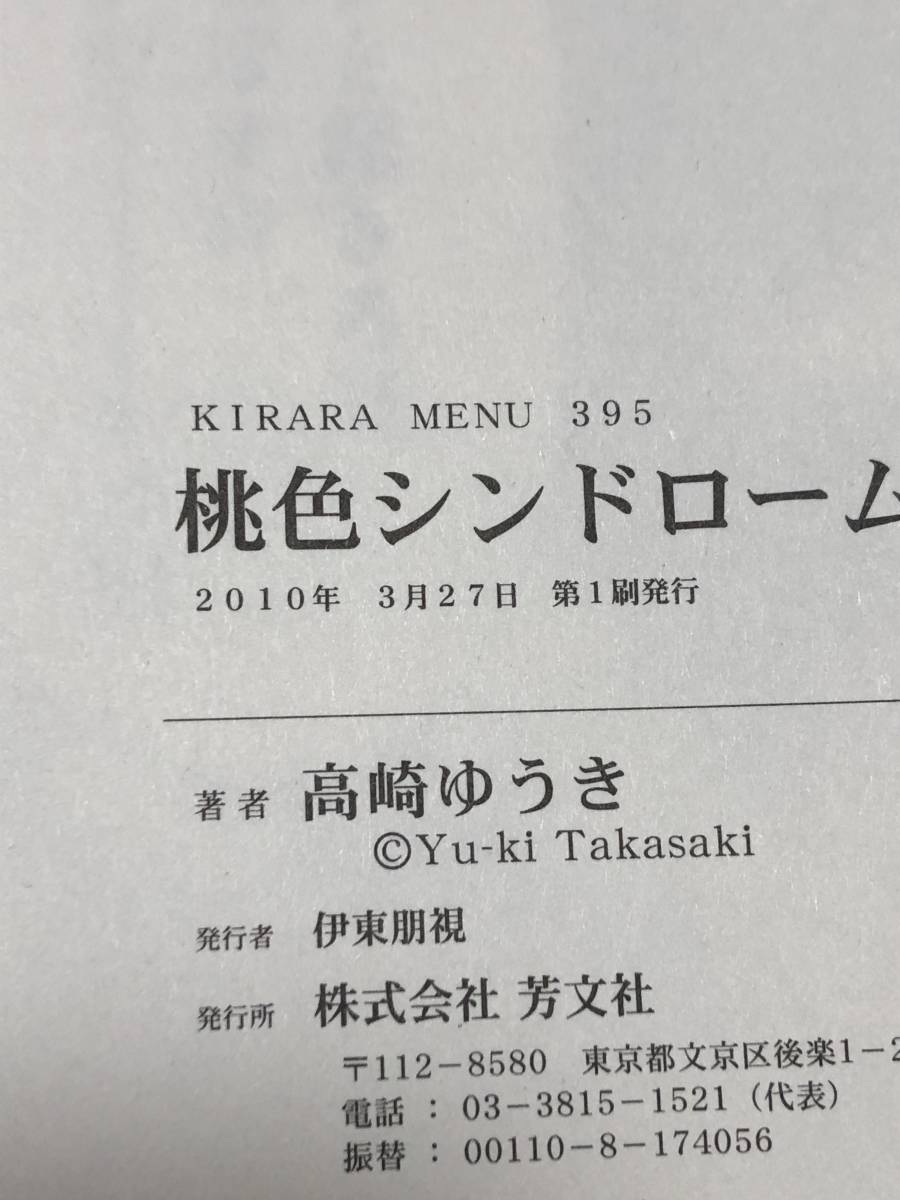 KIRARA MENU 395
桃色シンドローム
2010年 3月27日 第1刷発行
著者 高崎ゆうき
©Yu-ki Takasaki
発行者 伊東朋視
発行所 株式会社 芳文社
〒112-8580 東京都文京区後楽1-2
電話 : 03-3815-1521 (代表)
振替 : 00110-8-174056